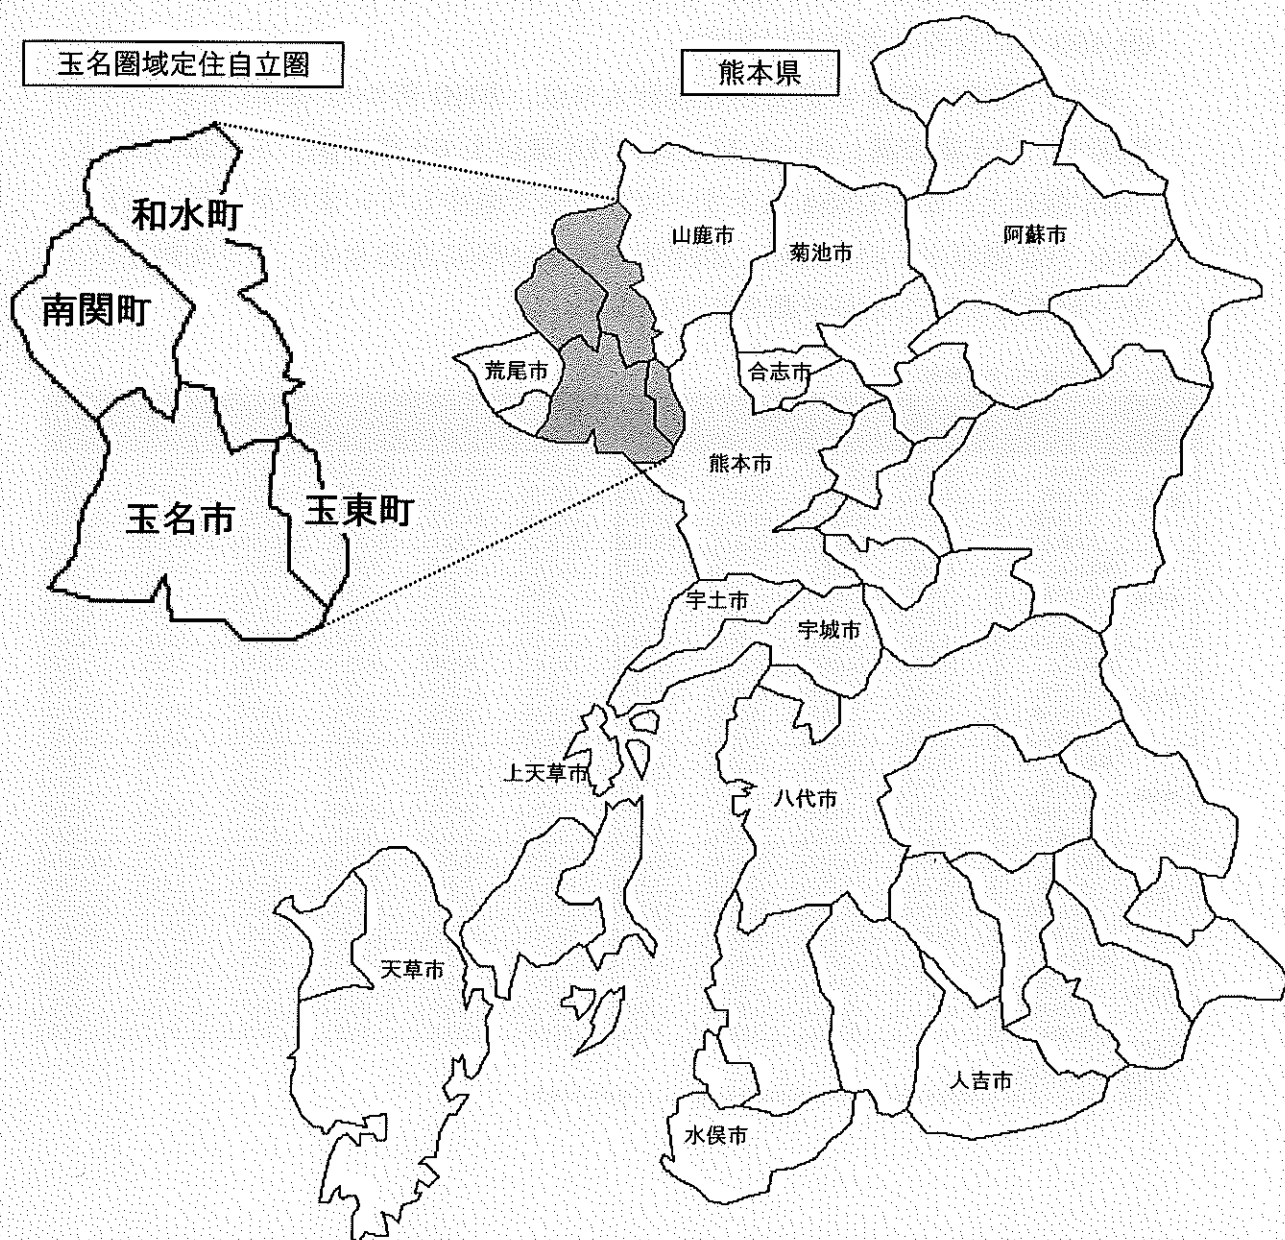 玉名圏域定住自立圏
熊本県
和水町
南関町
玉名市
玉東町
山鹿市
菊池市
阿蘇市
荒尾市
合志市
熊本市
宇土市
宇城市
上天草市
八代市
天草市
人吉市
水俣市